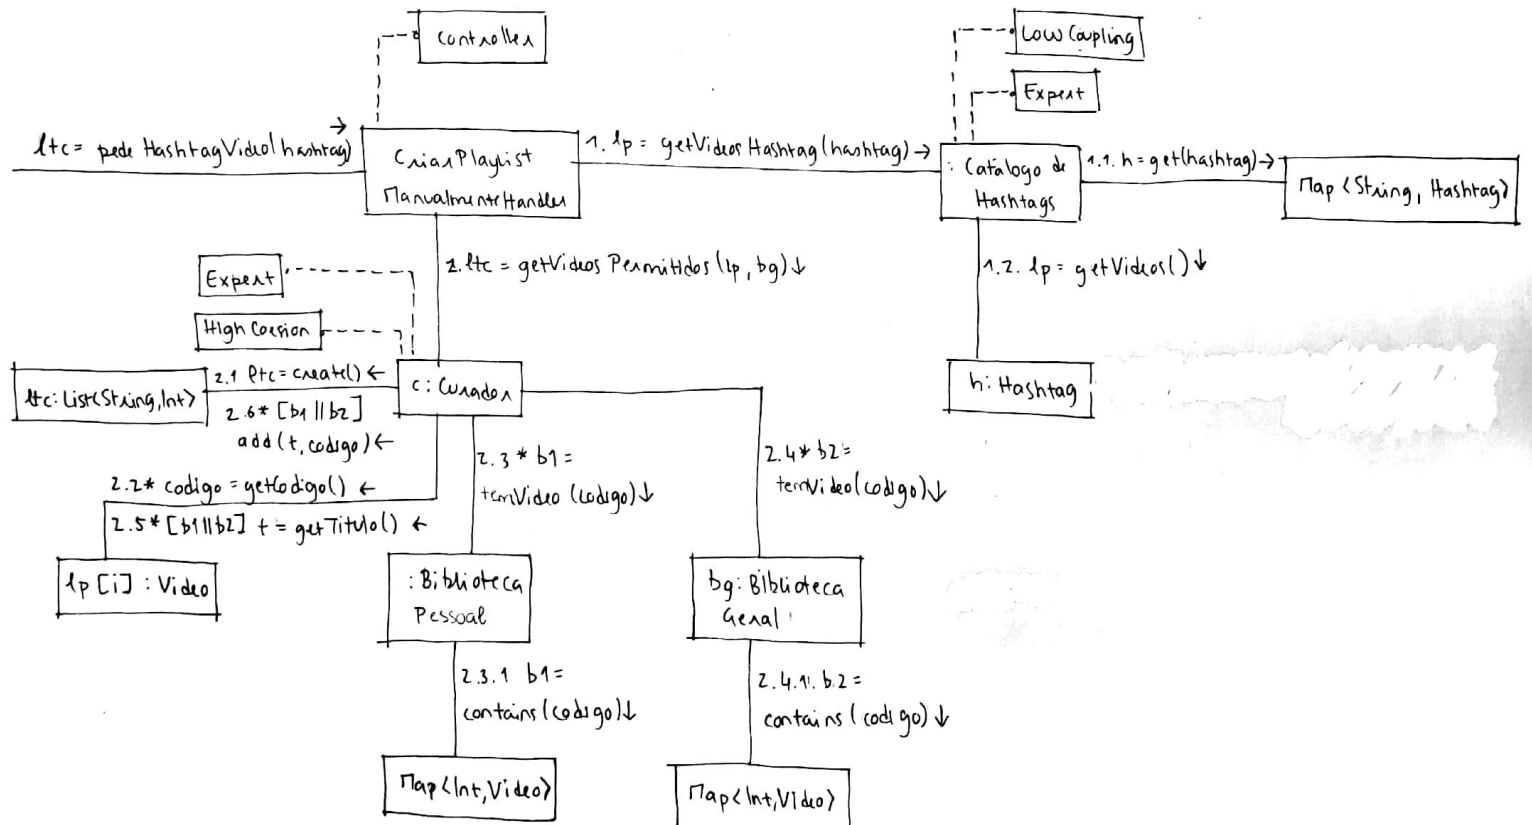 Controller
Low Coupling
Expert
ltc = pede HashtagVideo(hashtag) →
CriarPlaylist
ManualmenteHandler
1. lp = getVideosHashtag(hashtag) →
: Catálogo de
Hashtags
1.1. h = get(hashtag) →
Map <String, Hashtag>
Expert
2. ltc = getVideos Permitidos (lp, bg) ↓
1.2. lp = getVideos() ↓
High Coesion
ltc: List<String, Int>
2.1 ltc = create() ←
c: Curador
h: Hashtag
2.6* [b1 || b2]
add(t, codigo) ←
2.2* codigo = getCodigo() ←
2.5* [b1||b2] t = getTitulo() ←
2.3* b1 =
temVideo (codigo) ↓
2.4* b2 =
temVideo(codigo) ↓
lp [i] : Video
: Biblioteca
Pessoal
bg: Biblioteca
Geral
2.3.1 b1 =
contains(codigo) ↓
2.4.1. b2 =
contains (codigo) ↓
Map<Int, Video>
Map<Int, Video>